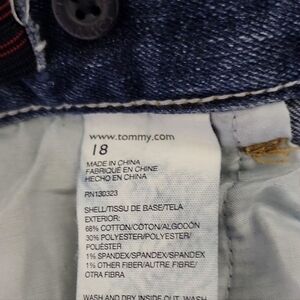 www.tommy.com
18
MADE IN CHINA
FABRIQUÉ EN CHINE
HECHO EN CHINA
RN130323
SHELL/TISSU DE BASE/TELA
EXTERIOR:
68% COTTON/COTON/ALGODÓN
30% POLYESTER/POLYESTER/
POLIÉSTER
1% SPANDEX/SPANDEX/SPANDEX
1% OTHER FIBER/AUTRE FIBRE/
OTRA FIBRA
WASH AND DRY INSIDE OUT. WASH